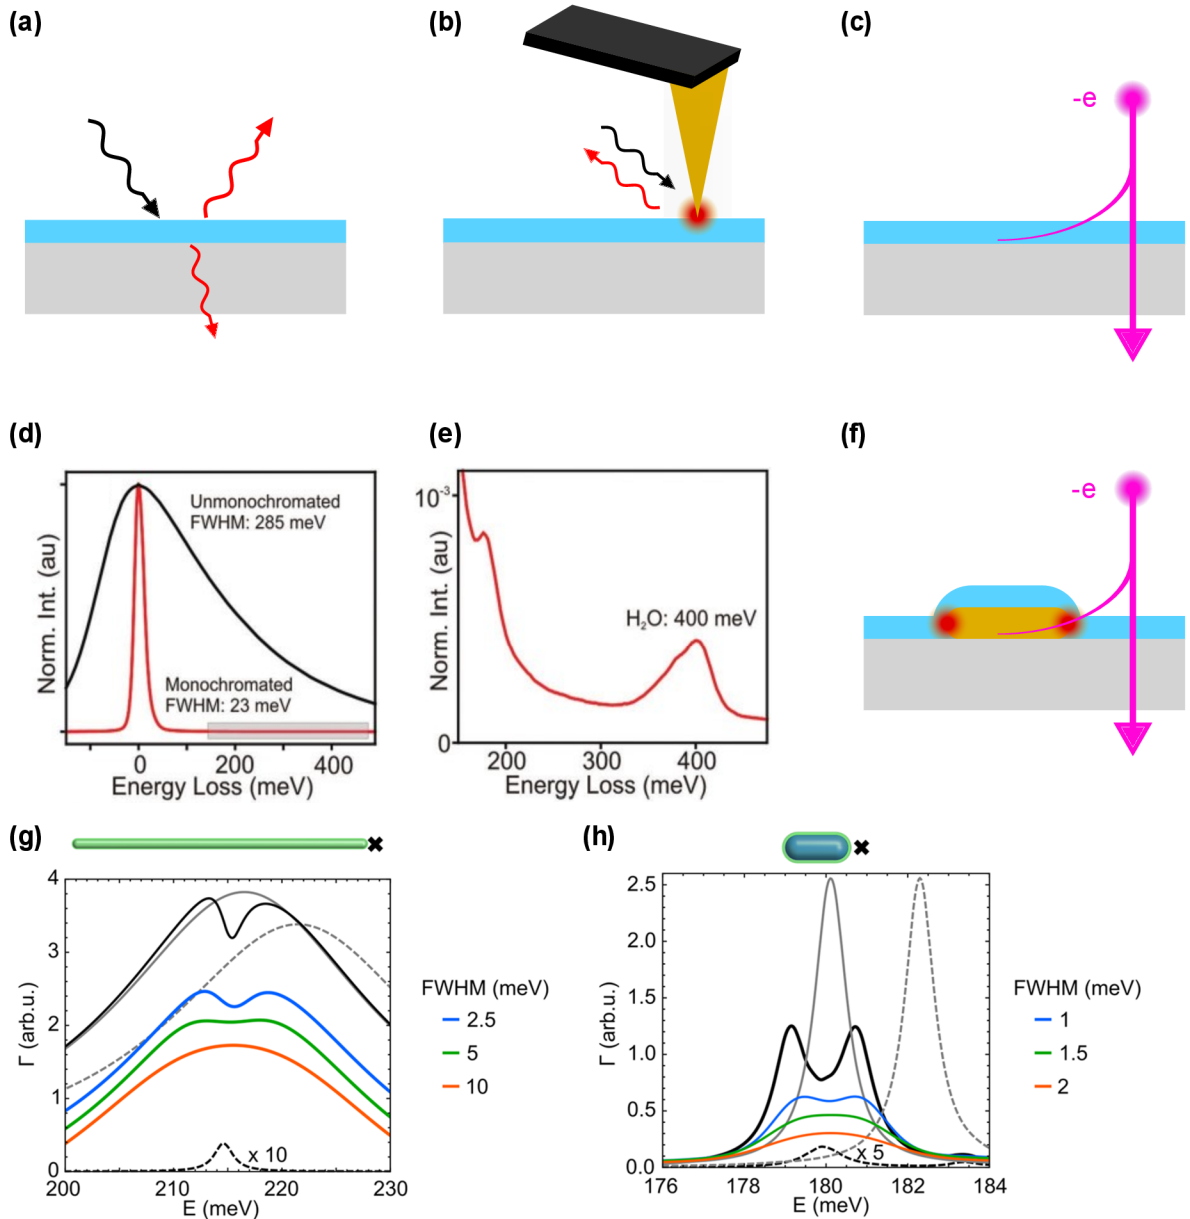 (a)
(b)
(c)
-e
(d)
(e)
(f)
Unmonochromated
FWHM: 285 meV
Monochromated
FWHM: 23 meV
Norm. Int. (au)
0 200 400
Energy Loss (meV)
10-3
H2O: 400 meV
Norm. Int. (au)
0
200 300 400
Energy Loss (meV)
-e
(g)
4
3
2
1
0
Γ (arb.u.)
x 10
200 210 220 230
E (meV)
FWHM (meV)
2.5
5
10
(h)
2.5
2.0
1.5
1.0
0.5
0.0
Γ (arb.u.)
x 5
176 178 180 182 184
E (meV)
FWHM (meV)
1
1.5
2